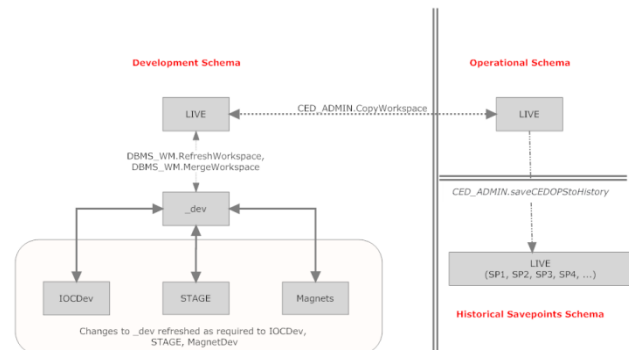 Development Schema
Operational Schema
LIVE
CED_ADMIN.CopyWorkspace
LIVE
DBMS_WM.RefreshWorkspace,
DBMS_WM.MergeWorkspace
CED_ADMIN.saveCEDOPStoHistory
_dev
LIVE
(SP1, SP2, SP3, SP4, ...)
IOCDev
STAGE
Magnets
Historical Savepoints Schema
Changes to _dev refreshed as required to IOCDev,
STAGE, MagnetDev